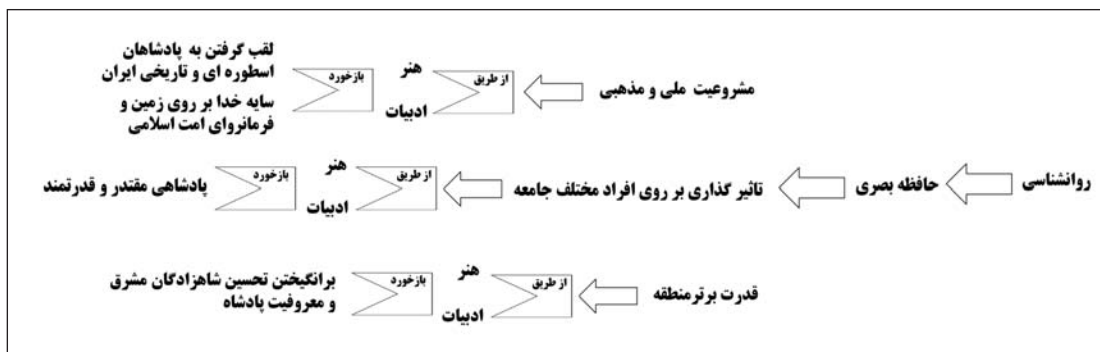 مشروعیت ملی و مذهبی
از طریق
هنر
ادبیات
بازخورد
لقب گرفتن به پادشاهان
اسطوره ای و تاریخی ایران
سایه خدا بر روی زمین و
فرمانروای امت اسلامی
روانشناسی
حافظه بصری
تاثیر گذاری بر روی افراد مختلف جامعه
از طریق
هنر
ادبیات
بازخورد
پادشاهی مقتدر و قدرتمند
قدرت برترمنطقه
از طریق
هنر
ادبیات
بازخورد
برانگیختن تحسین شاهزادگان مشرق
و معروفیت پادشاه